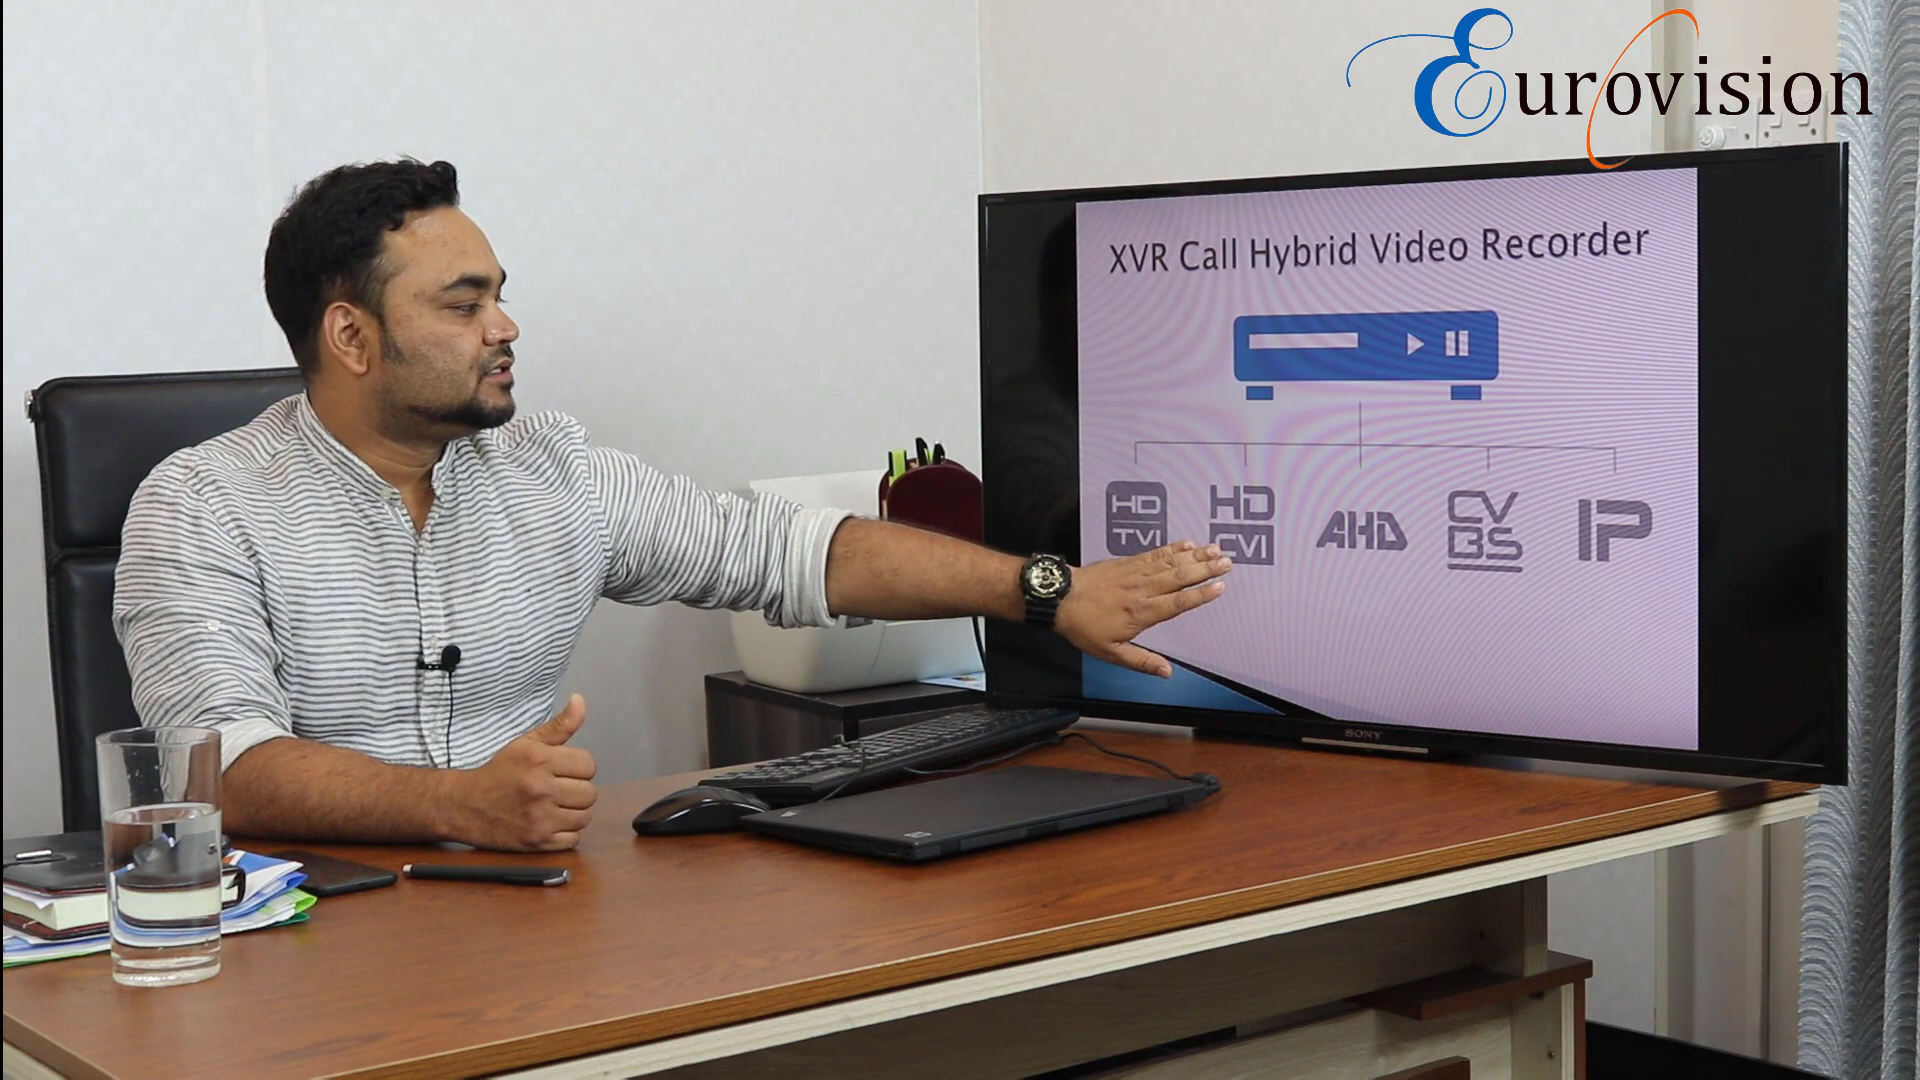 Eurovision
XVR Call Hybrid Video Recorder
HD
TVI
HD
CVI
AHD
CV
BS
IP
SONY